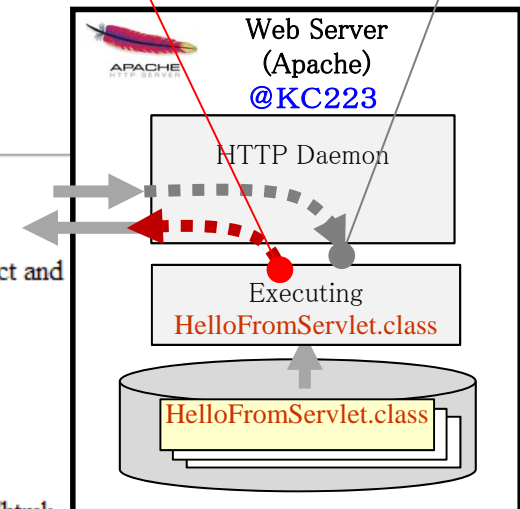 Web Server
(Apache)
@KC223
APACHE
HTTP SERVER
HTTP Daemon
ct and
Executing
HelloFromServlet.class
HelloFromServlet.class